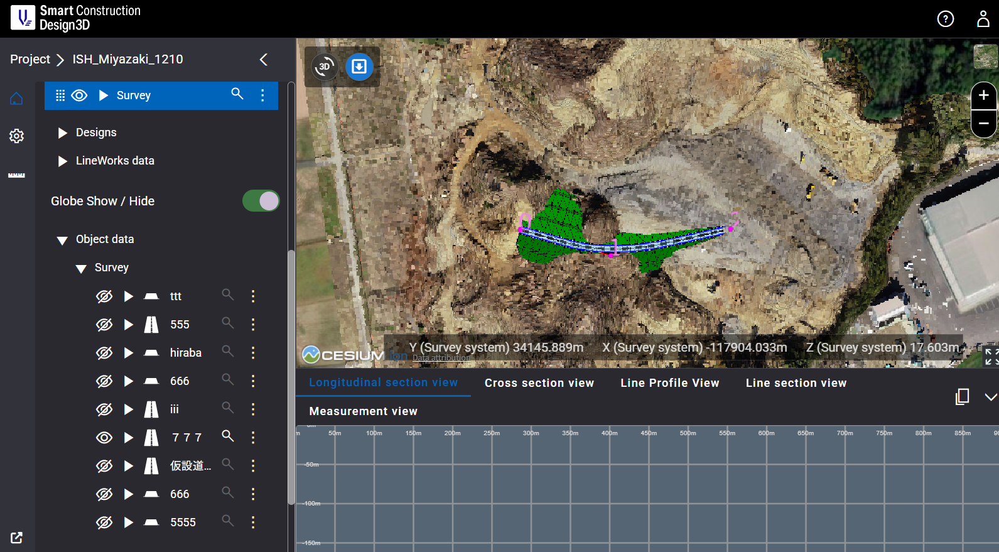 Smart Construction
Design3D
Project ISH_Miyazaki_1210
Survey
Designs
LineWorks data
Globe Show / Hide
Object data
Survey
ttt
555
hiraba
666
iii
７７７
仮設道...
666
5555
3D
0
1
2
Y (Survey system) 34145.889m X (Survey system) -117904.033m Z (Survey system) 17.603m
CESIUM ion
Data attribution
Longitudinal section view Cross section view Line Profile View Line section view
Measurement view
0m
50m 100m 150m 200m 250m 300m 350m 400m 450m 500m 550m 600m 650m 700m 750m 800m 850m
-50m
-100m
-150m